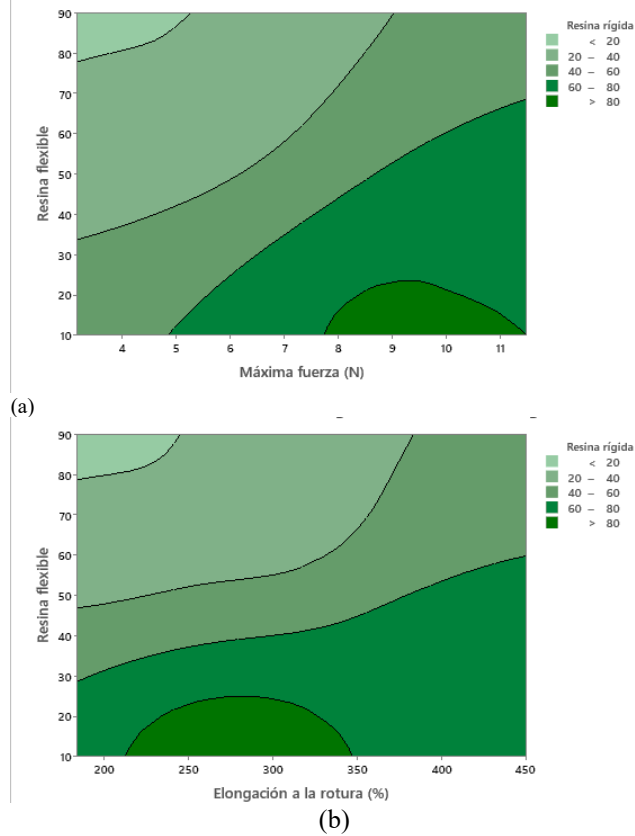 90
80
70
60
50
40
30
20
10
Resina flexible
4 5 6 7 8 9 10 11
Máxima fuerza (N)
Resina rígida
< 20
20 – 40
40 – 60
60 – 80
> 80
(a)
90
80
70
60
50
40
30
20
10
Resina flexible
200 250 300 350 400 450
Elongación a la rotura (%)
Resina rígida
< 20
20 – 40
40 – 60
60 – 80
> 80
(b)